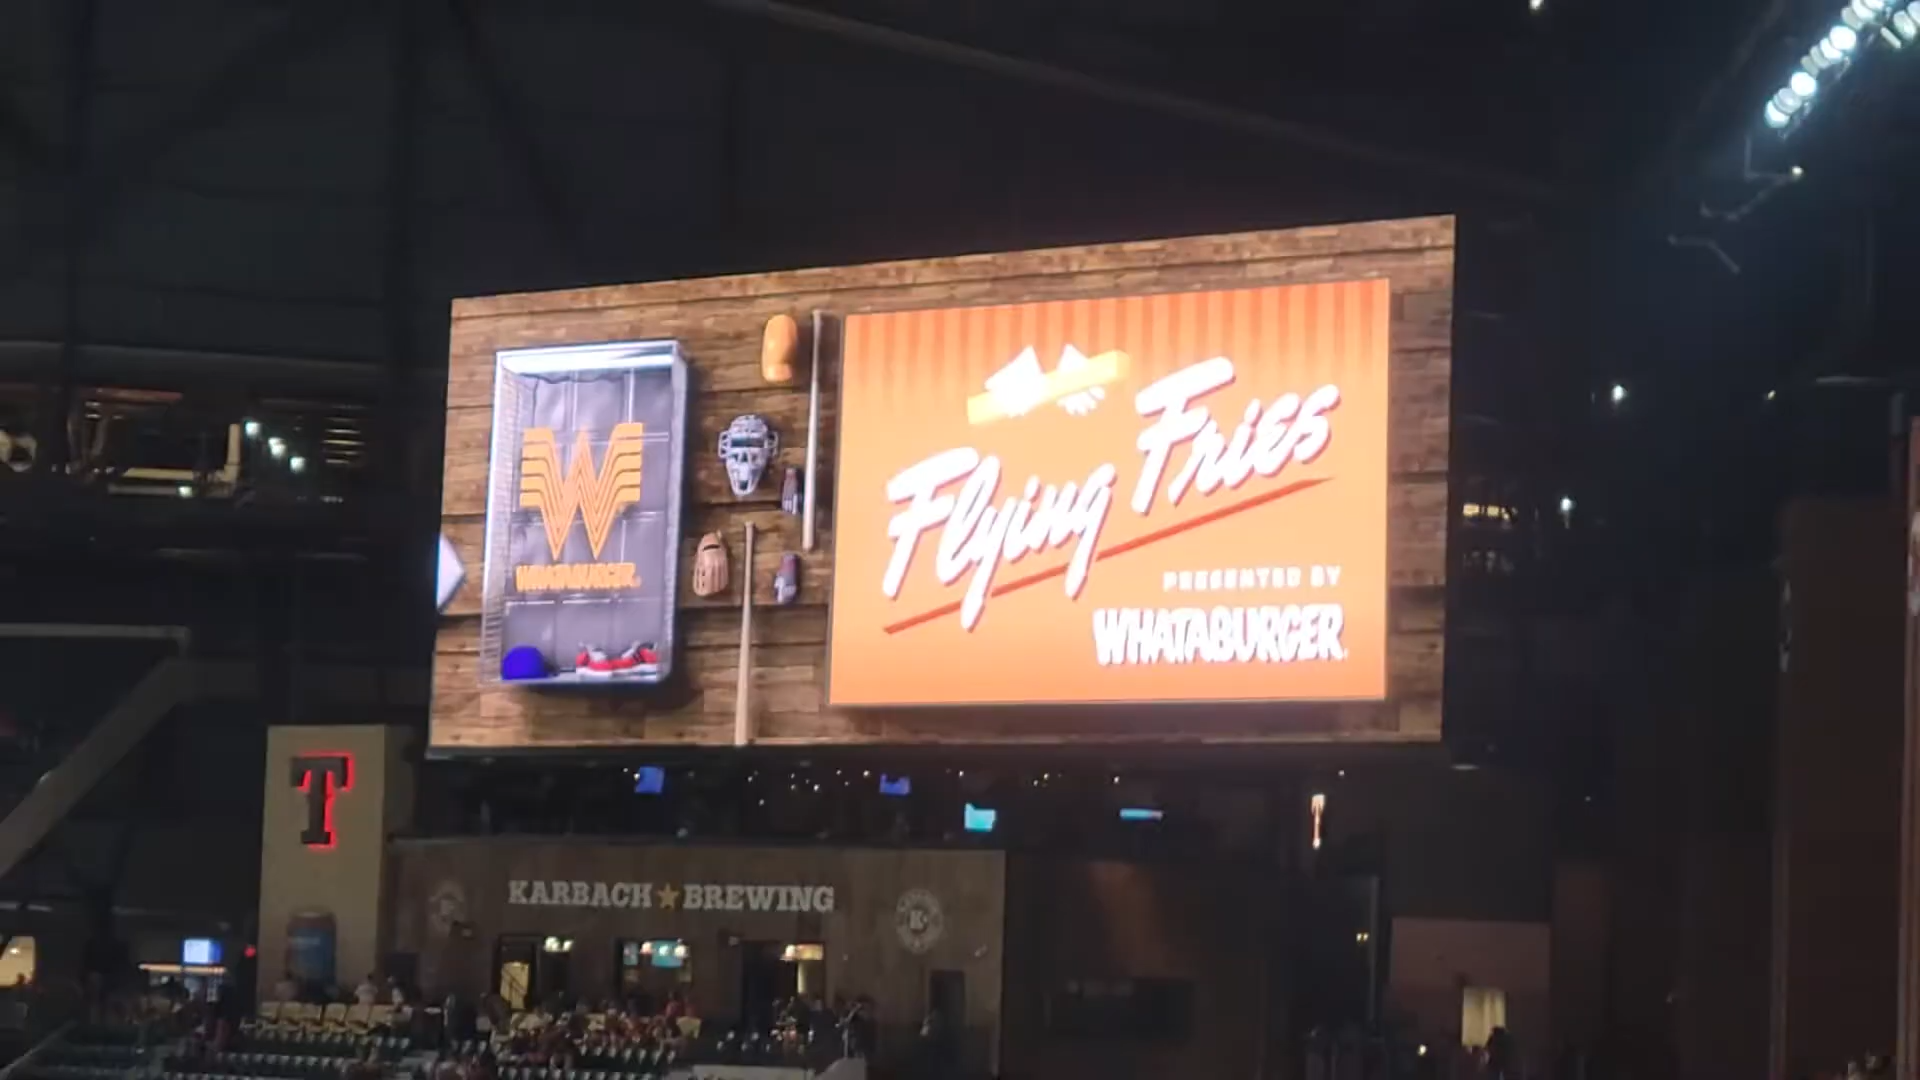 W
WHATABURGER
Flying Fries
PRESENTED BY
WHATABURGER
T
KARBACH★BREWING
K